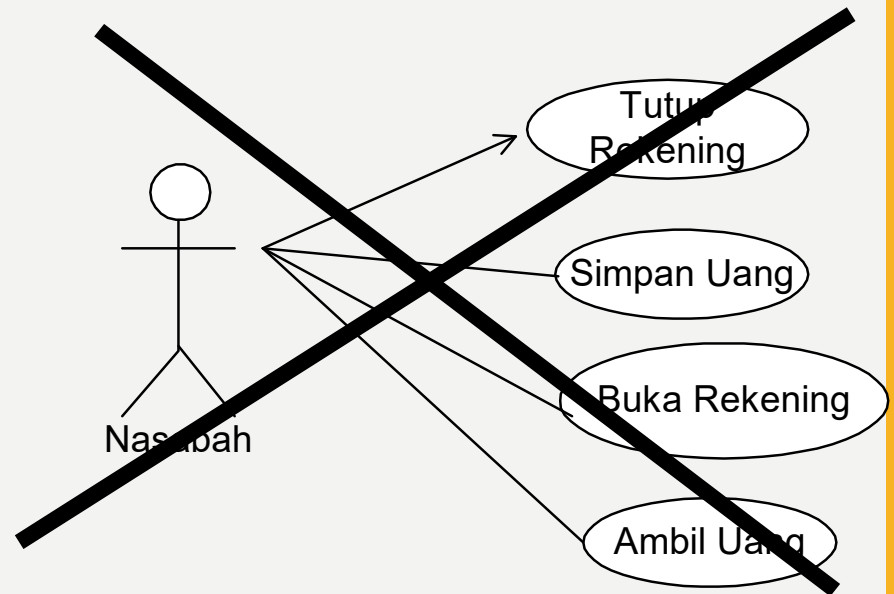 Tutup
Rekening
Simpan Uang
Buka Rekening
Nasabah
Ambil Uang